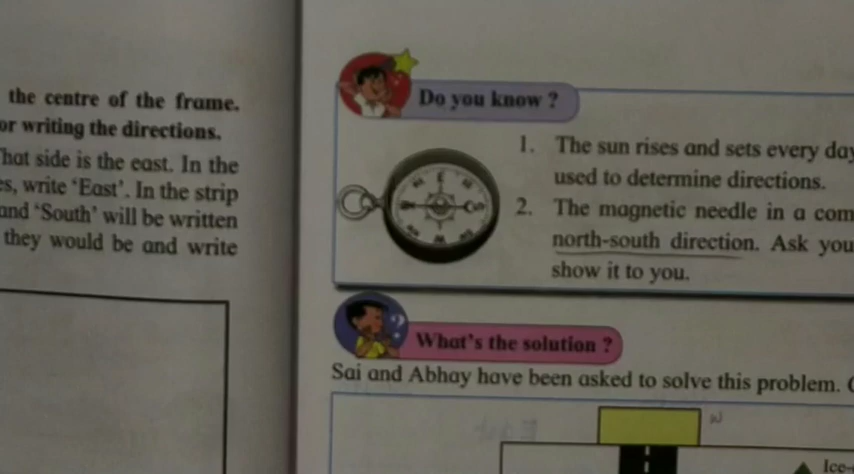 the centre of the frame.
or writing the directions.
That side is the east. In the
es, write ‘East’. In the strip
and ‘South’ will be written
they would be and write
Do you know ?
1. The sun rises and sets every day
used to determine directions.
2. The magnetic needle in a com
north-south direction. Ask you
show it to you.
What's the solution ?
Sai and Abhay have been asked to solve this problem.
W
Ice-